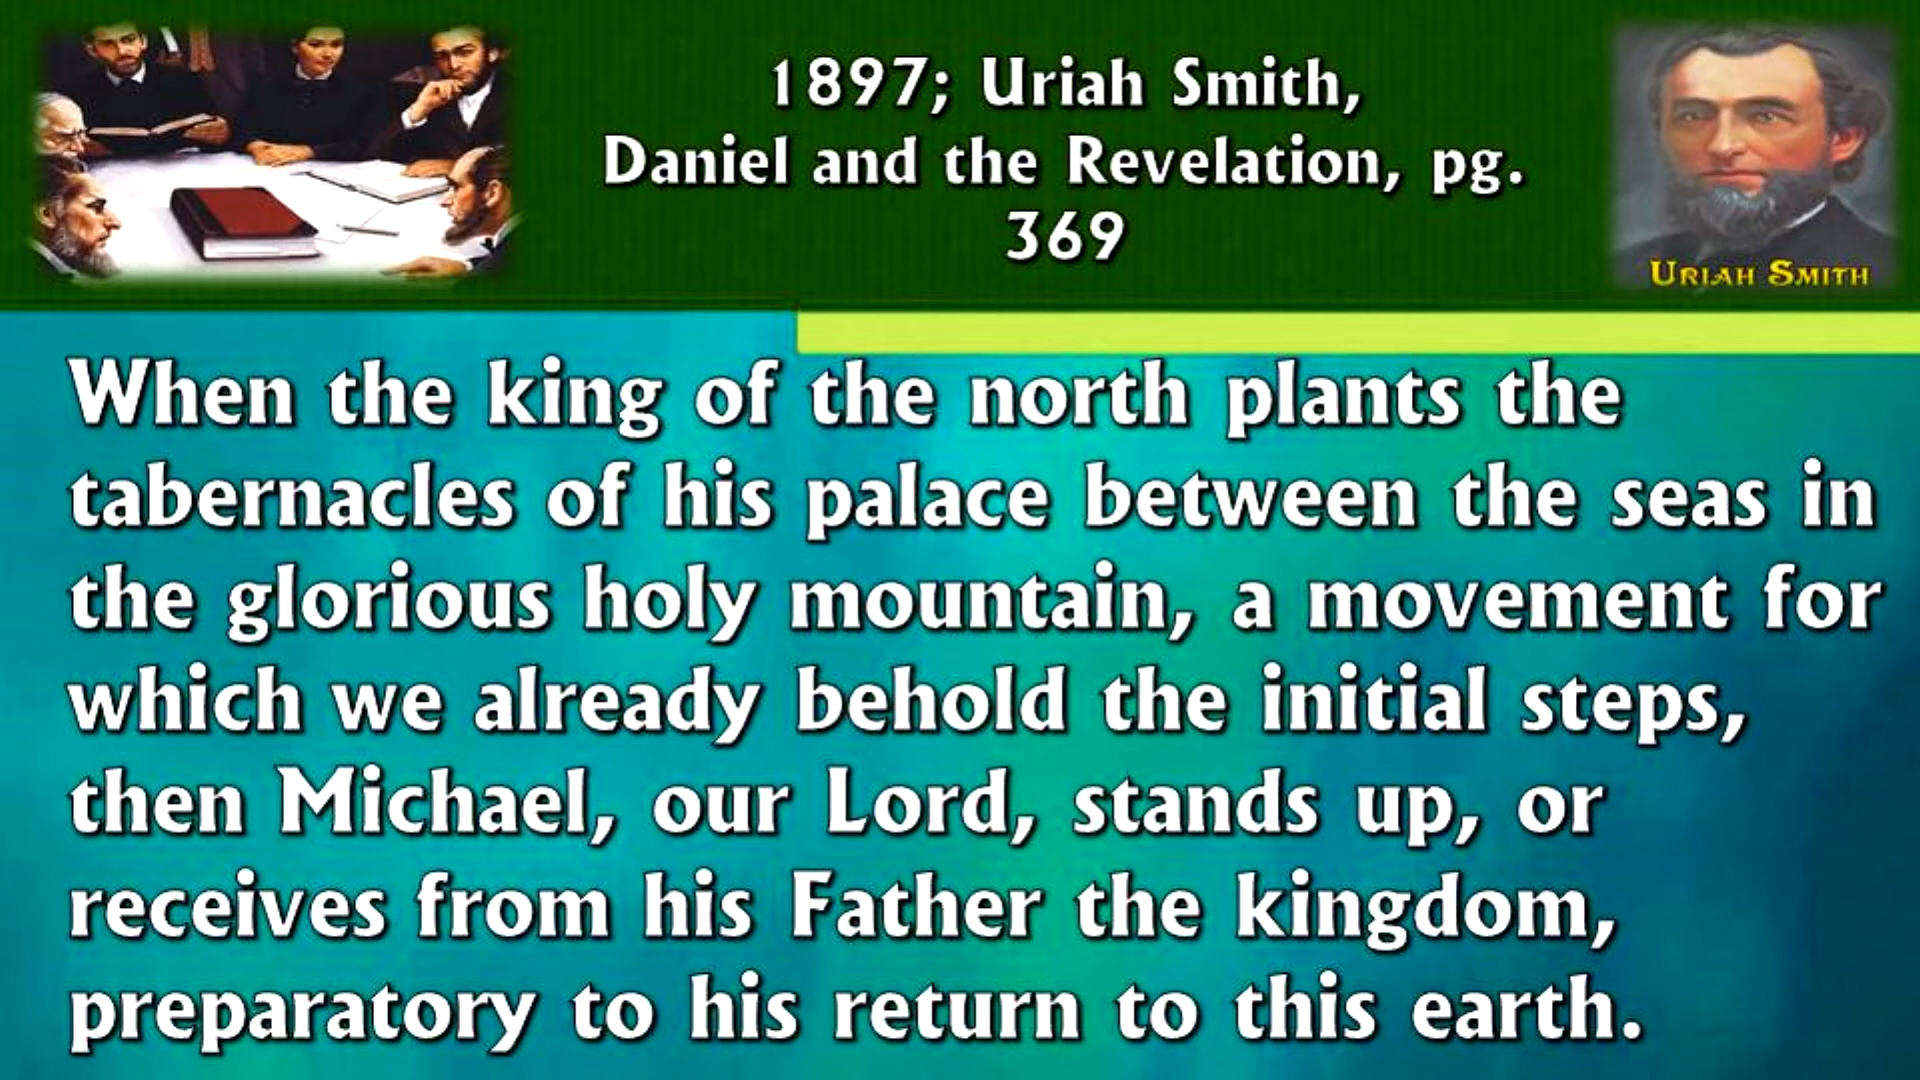 1897; Uriah Smith,
Daniel and the Revelation, pg.
369
URIAH SMITH
When the king of the north plants the
tabernacles of his palace between the seas in
the glorious holy mountain, a movement for
which we already behold the initial steps,
then Michael, our Lord, stands up, or
receives from his Father the kingdom,
preparatory to his return to this earth.